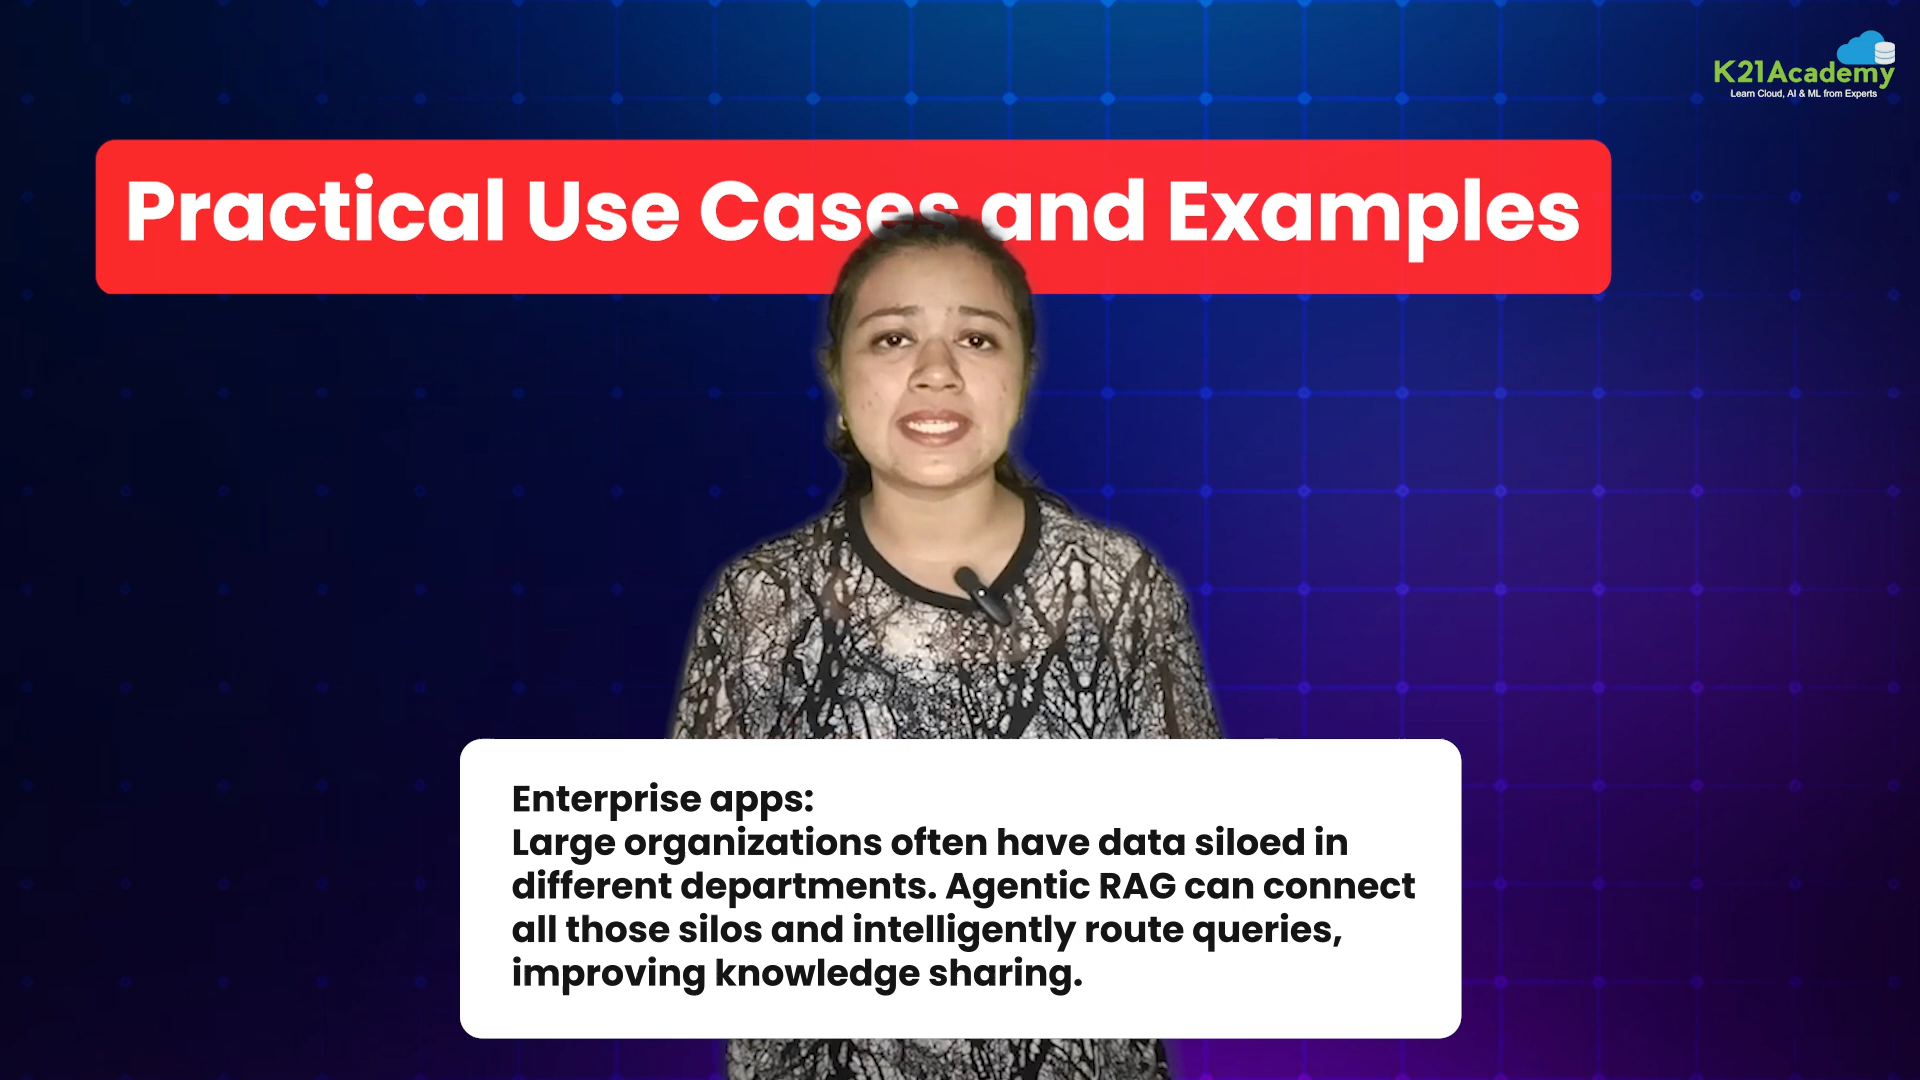 K21Academy
Learn Cloud, AI & ML from Experts
Practical Use Cases and Examples
Enterprise apps:
Large organizations often have data siloed in
different departments. Agentic RAG can connect
all those silos and intelligently route queries,
improving knowledge sharing.